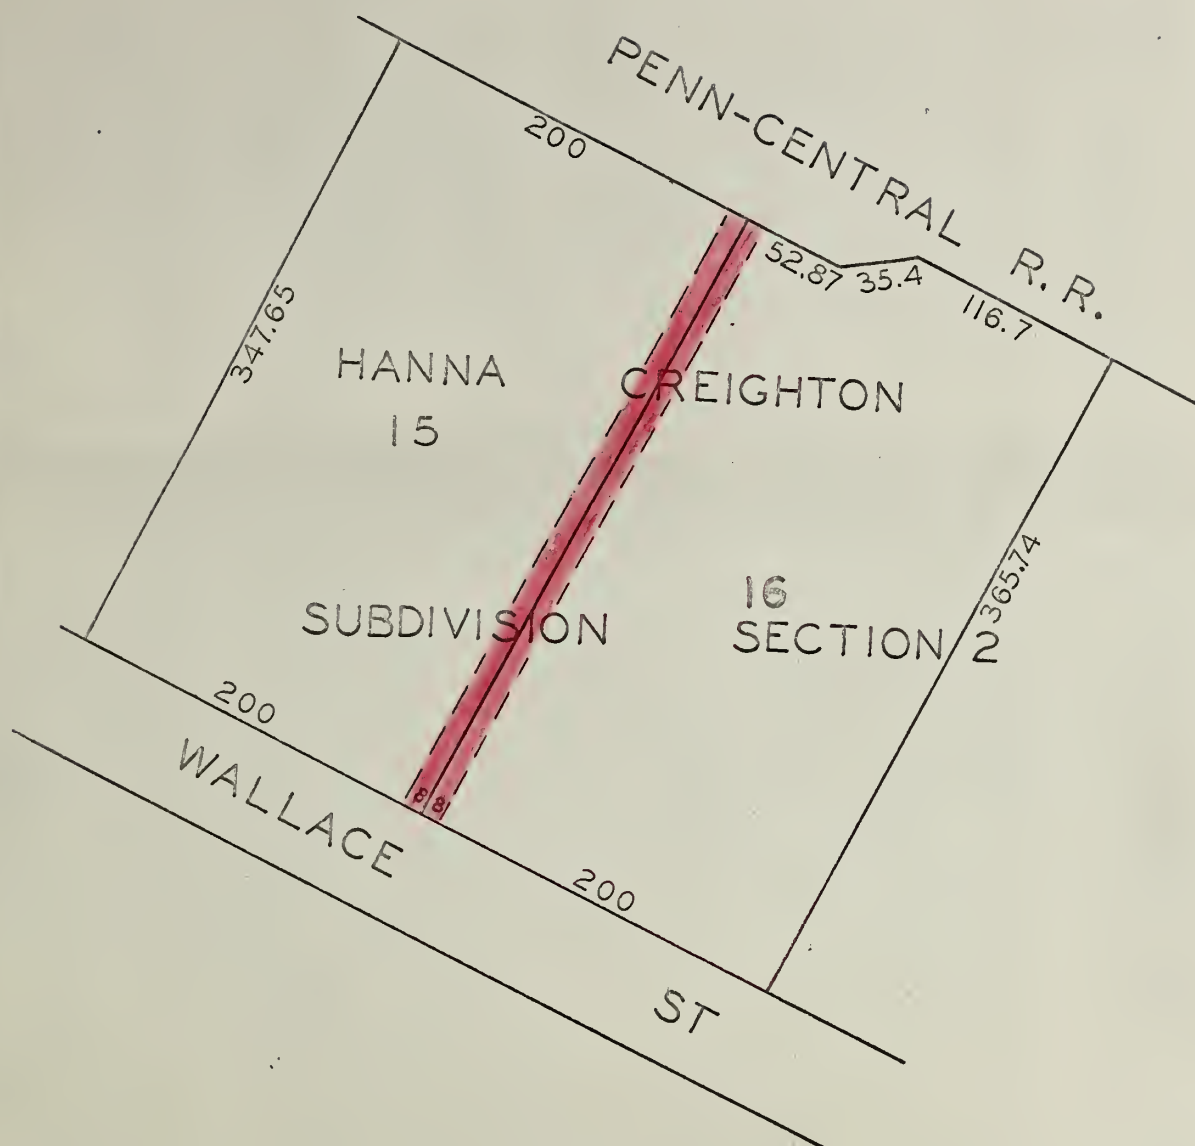 PENN-CENTRAL R. R.
200
52.87
35.4
116.7
347.65
HANNA
CREIGHTON
15
16
365.74
SUBDIVISION
SECTION 2
200
8
8
WALLACE ST
200